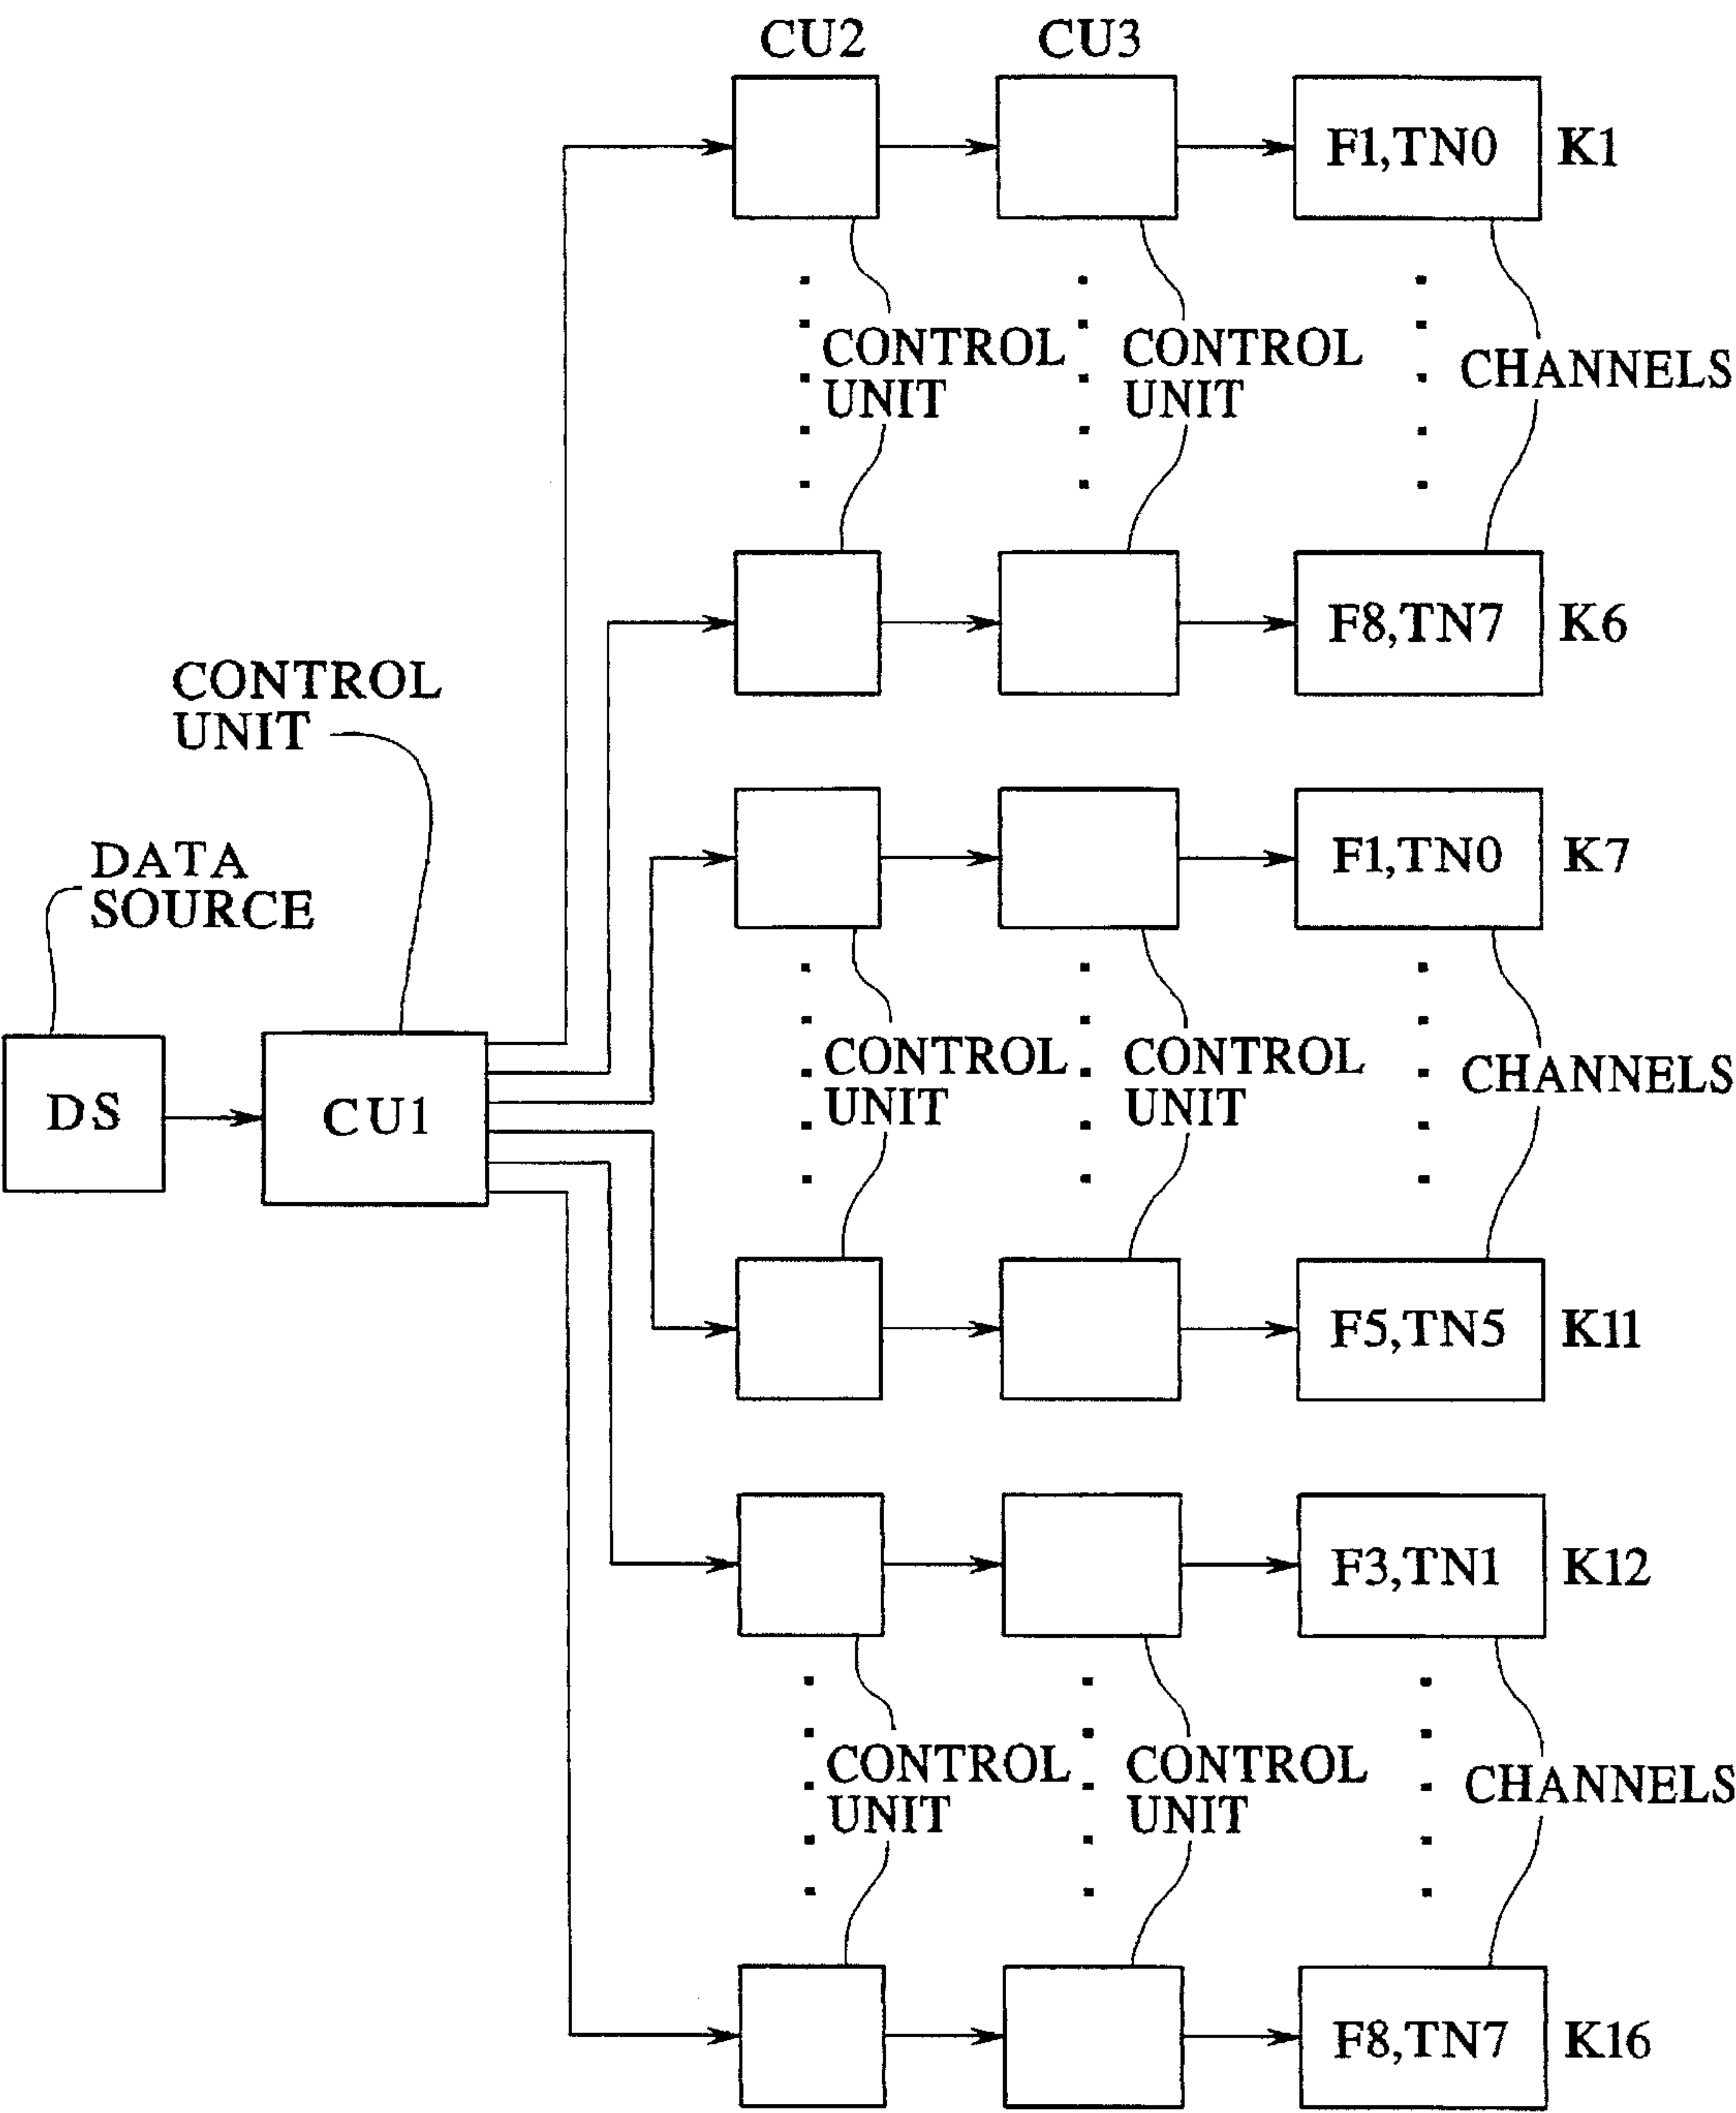 CU2 CU3
F1,TN0 K1
CONTROL UNIT
CONTROL UNIT
CHANNELS
F8,TN7 K6
CONTROL UNIT
F1,TN0 K7
DATA SOURCE
CONTROL UNIT
CONTROL UNIT
CHANNELS
DS
CU1
F5,TN5 K11
F3,TN1 K12
CONTROL UNIT
CONTROL UNIT
CHANNELS
F8,TN7 K16